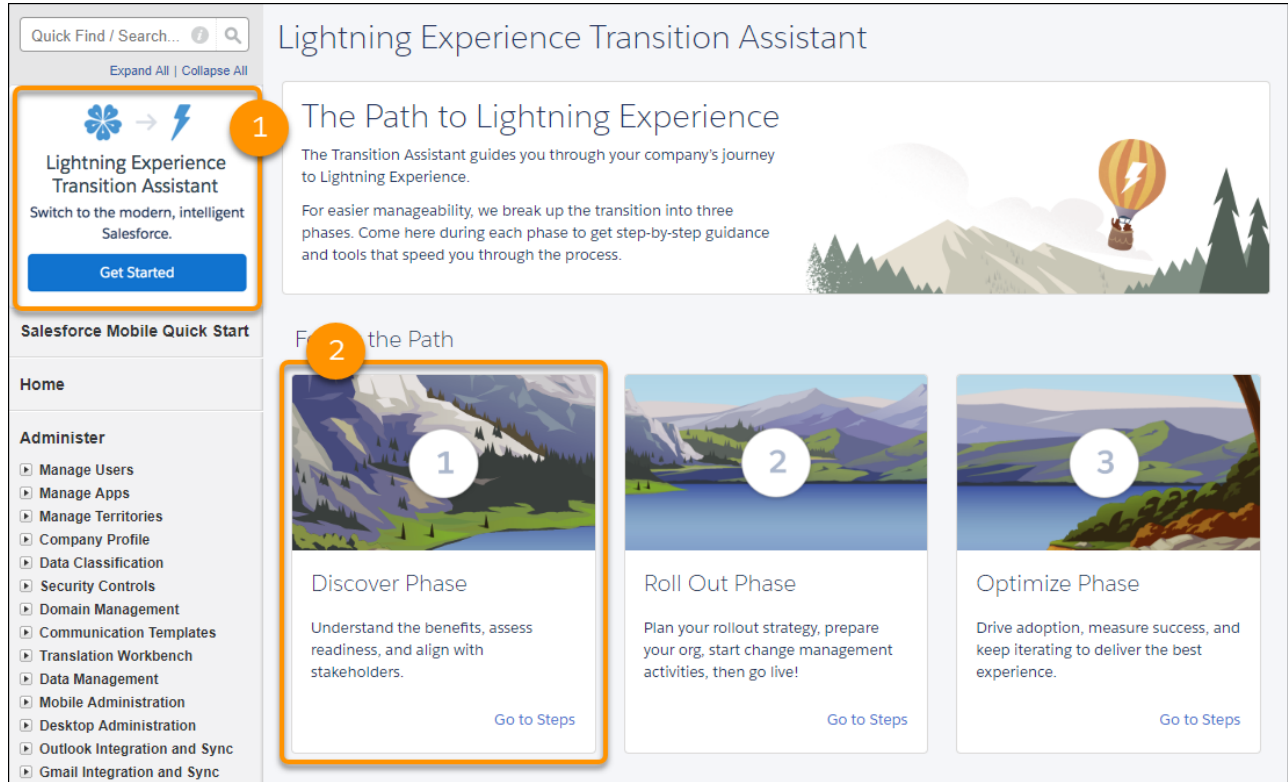 Quick Find / Search...
Expand All | Collapse All
1
Lightning Experience
Transition Assistant
Switch to the modern, intelligent
Salesforce.
Get Started
Salesforce Mobile Quick Start
Home
Administer
Manage Users
Manage Apps
Manage Territories
Company Profile
Data Classification
Security Controls
Domain Management
Communication Templates
Translation Workbench
Data Management
Mobile Administration
Desktop Administration
Outlook Integration and Sync
Gmail Integration and Sync
Lightning Experience Transition Assistant
The Path to Lightning Experience
The Transition Assistant guides you through your company's journey
to Lightning Experience.
For easier manageability, we break up the transition into three
phases. Come here during each phase to get step-by-step guidance
and tools that speed you through the process.
2
the Path
1
Discover Phase
Understand the benefits, assess
readiness, and align with
stakeholders.
Go to Steps
2
Roll Out Phase
Plan your rollout strategy, prepare
your org, start change management
activities, then go live!
Go to Steps
3
Optimize Phase
Drive adoption, measure success, and
keep iterating to deliver the best
experience.
Go to Steps